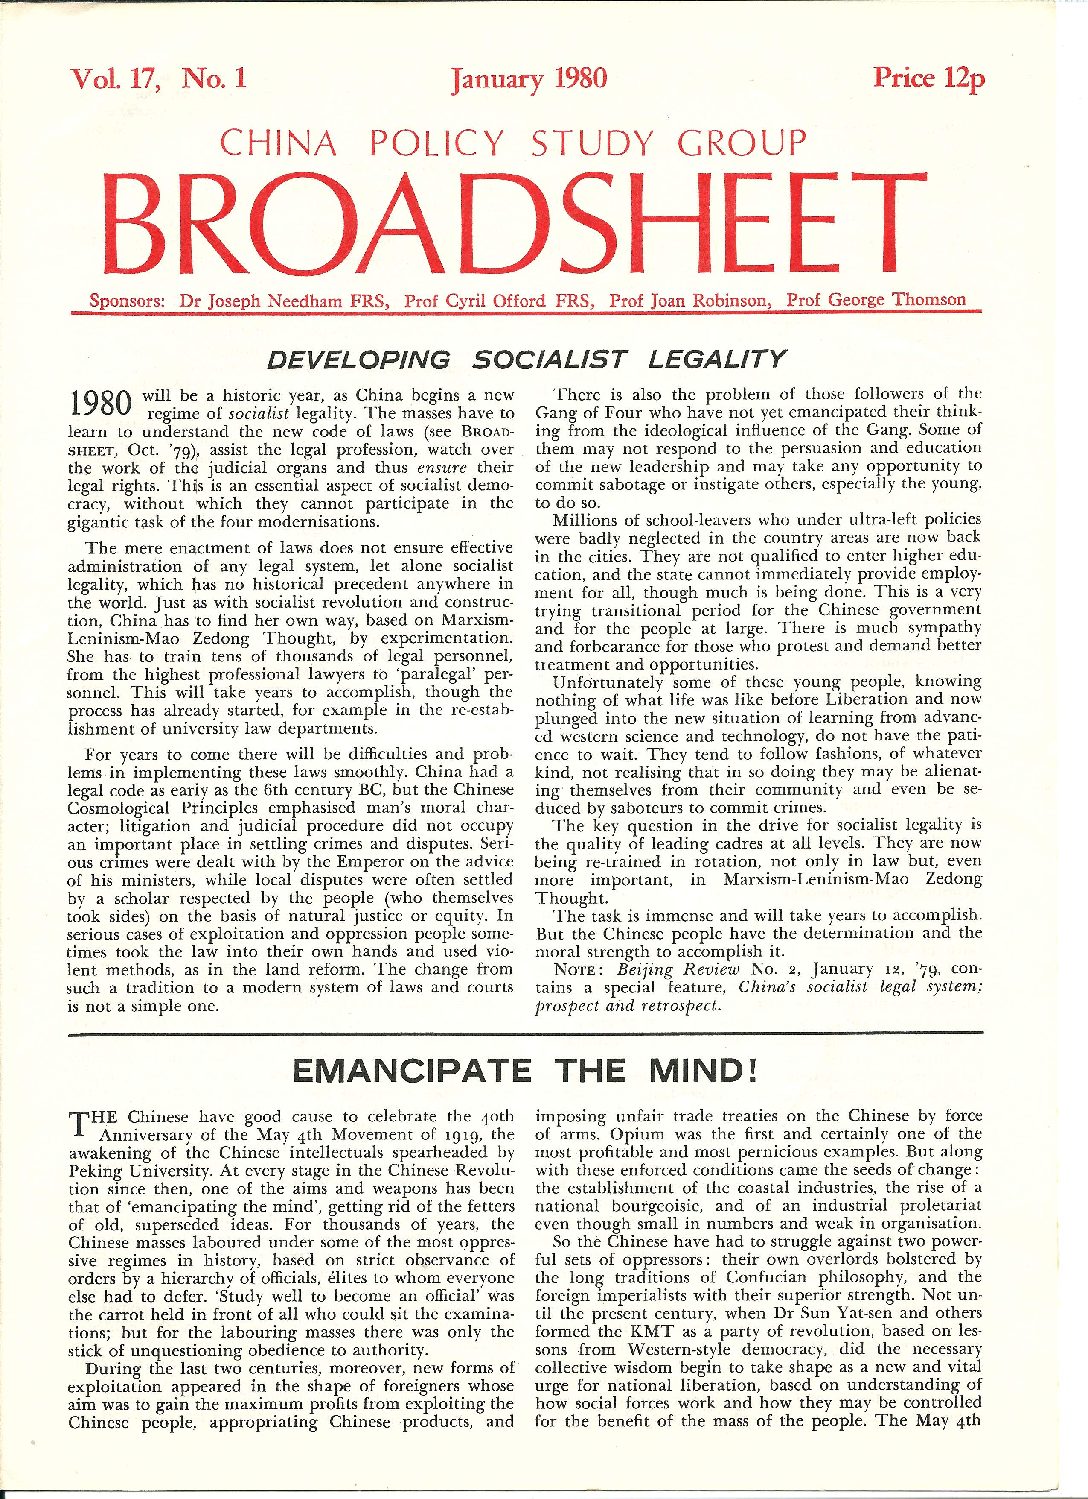 Vol. 17, No. 1 January 1980 Price 12p
CHINA POLICY STUDY GROUP
BROADSHEET
Sponsors: Dr Joseph Needham FRS, Prof Cyril Offord FRS, Prof Joan Robinson, Prof George Thomson
DEVELOPING SOCIALIST LEGALITY
1980 will be a historic year, as China begins a new
regime of socialist legality. The masses have to
learn to understand the new code of laws (see BROAD-
SHEET, Oct. '79), assist the legal profession, watch over
the work of the judicial organs and thus ensure their
legal rights. This is an essential aspect of socialist demo-
cracy, without which they cannot participate in the
gigantic task of the four modernisations.
The mere enactment of laws does not ensure effective
administration of any legal system, let alone socialist
legality, which has no historical precedent anywhere in
the world. Just as with socialist revolution and construc-
tion, China has to find her own way, based on Marxism-
Leninism-Mao Zedong Thought, by experimentation.
She has to train tens of thousands of legal personnel,
from the highest professional lawyers to 'paralegal' per-
sonnel. This will take years to accomplish, though the
process has already started, for example in the re-estab-
lishment of university law departments.
For years to come there will be difficulties and prob-
lems in implementing these laws smoothly. China had a
legal code as early as the 6th century BC, but the Chinese
Cosmological Principles emphasised man's moral char-
acter; litigation and judicial procedure did not occupy
an important place in settling crimes and disputes. Seri-
ous crimes were dealt with by the Emperor on the advice
of his ministers, while local disputes were often settled
by a scholar respected by the people (who themselves
took sides) on the basis of natural justice or equity. In
serious cases of exploitation and oppression people some-
times took the law into their own hands and used vio-
lent methods, as in the land reform. The change from
such a tradition to a modern system of laws and courts
is not a simple one.
There is also the problem of those followers of the
Gang of Four who have not yet emancipated their think-
ing from the ideological influence of the Gang. Some of
them may not respond to the persuasion and education
of the new leadership and may take any opportunity to
commit sabotage or instigate others, especially the young,
to do so.
Millions of school-leavers who under ultra-left policies
were badly neglected in the country areas are now back
in the cities. They are not qualified to enter higher edu-
cation, and the state cannot immediately provide employ-
ment for all, though much is being done. This is a very
trying transitional period for the Chinese government
and for the people at large. There is much sympathy
and forbearance for those who protest and demand better
treatment and opportunities.
Unfortunately some of these young people, knowing
nothing of what life was like before Liberation and now
plunged into the new situation of learning from advanc-
ed western science and technology, do not have the pati-
ence to wait. They tend to follow fashions, of whatever
kind, not realising that in so doing they may be alienat-
ing themselves from their community and even be se-
duced by saboteurs to commit crimes.
The key question in the drive for socialist legality is
the quality of leading cadres at all levels. They are now
being re-trained in rotation, not only in law but, even
more important, in Marxism-Leninism-Mao Zedong
Thought.
The task is immense and will take years to accomplish.
But the Chinese people have the determination and the
moral strength to accomplish it.
NOTE: Beijing Review No. 2, January 12, '79, con-
tains a special feature, China's socialist legal system;
prospect and retrospect.
EMANCIPATE THE MIND!
THE Chinese have good cause to celebrate the 40th
Anniversary of the May 4th Movement of 1919, the
awakening of the Chinese intellectuals spearheaded by
Peking University. At every stage in the Chinese Revolu-
tion since then, one of the aims and weapons has been
that of 'emancipating the mind', getting rid of the fetters
of old, superseded ideas. For thousands of years, the
Chinese masses laboured under some of the most oppres-
sive regimes in history, based on strict observance of
orders by a hierarchy of officials, élites to whom everyone
else had to defer. 'Study well to become an official' was
the carrot held in front of all who could sit the examina-
tions; but for the labouring masses there was only the
stick of unquestioning obedience to authority.
During the last two centuries, moreover, new forms of
exploitation appeared in the shape of foreigners whose
aim was to gain the maximum profits from exploiting the
Chinese people, appropriating Chinese products, and
imposing unfair trade treaties on the Chinese by force
of arms. Opium was the first and certainly one of the
most profitable and most pernicious examples. But along
with these enforced conditions came the seeds of change:
the establishment of the coastal industries, the rise of a
national bourgeoisie, and of an industrial proletariat
even though small in numbers and weak in organisation.
So the Chinese have had to struggle against two power-
ful sets of oppressors: their own overlords bolstered by
the long traditions of Confucian philosophy, and the
foreign imperialists with their superior strength. Not un-
til the present century, when Dr Sun Yat-sen and others
formed the KMT as a party of revolution, based on les-
sons from Western-style democracy, did the necessary
collective wisdom begin to take shape as a new and vital
urge for national liberation, based on understanding of
how social forces work and how they may be controlled
for the benefit of the mass of the people. The May 4th